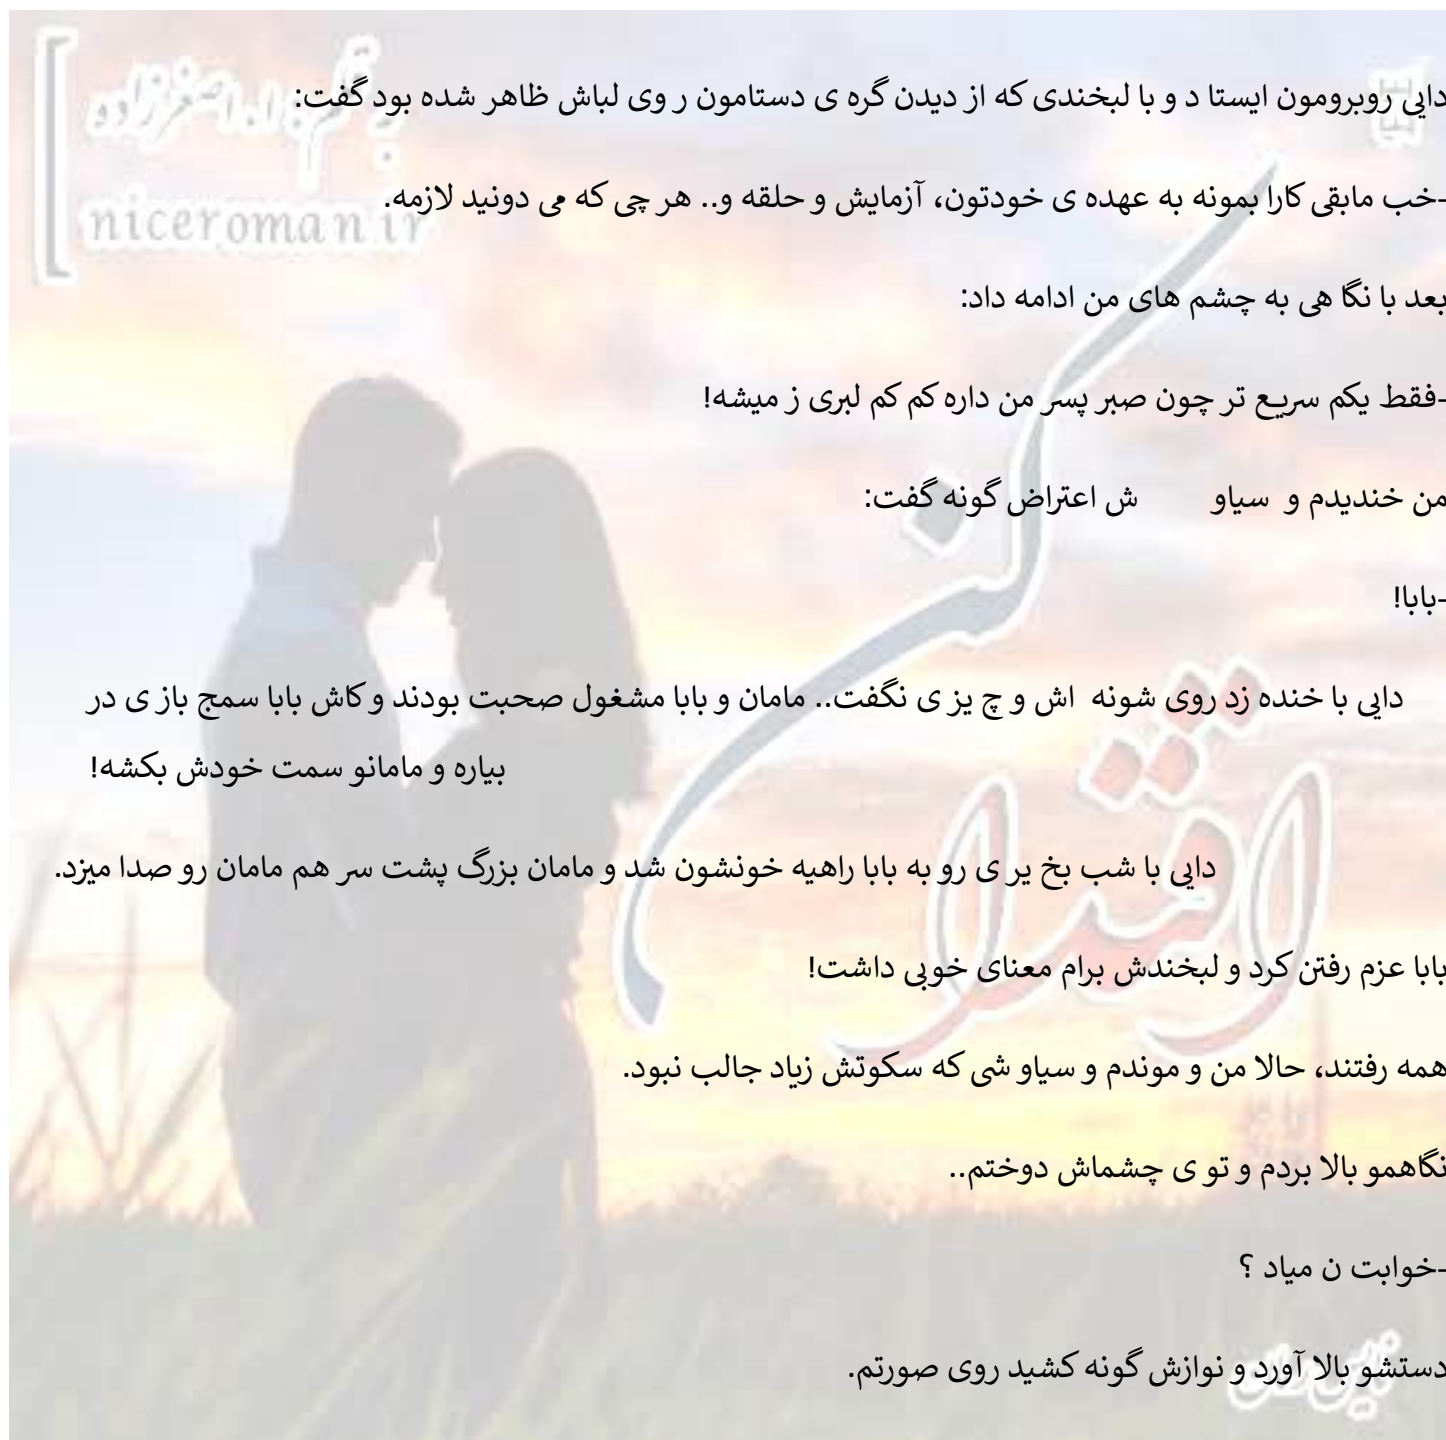 دایی روبرومون ایستا د و با لبخندی که از دیدن گره ی دستامون ر وی لباش ظاهر شده بود گفت:
-خب مابقی کارا بمونه به عهده ی خودتون، آزمایش و حلقه و.. هر چی که می دونید لازمه.
بعد با نگا هی به چشم های من ادامه داد:
-فقط یکم سریع تر چون صبر پسر من داره کم کم لبری ز میشه!
من خندیدم و سیاو ش اعتراض گونه گفت:
-بابا!
دایی با خنده زد روی شونه اش و چ یز ی نگفت.. مامان و بابا مشغول صحبت بودند و کاش بابا سمج باز ی در
بیاره و مامانو سمت خودش بکشه!
دایی با شب بخ یر ی رو به بابا راهیه خونشون شد و مامان بزرگ پشت سر هم مامان رو صدا میزد.
بابا عزم رفتن کرد و لبخندش برام معنای خوبی داشت!
همه رفتند، حالا من و موندم و سیاو شی که سکوتش زیاد جالب نبود.
نگاهمو بالا بردم و تو ی چشماش دوختم..
-خوابت ن میاد ؟
دستشو بالا آورد و نوازش گونه کشید روی صورتم.
به قلم: ا.اصغرزاده
niceroman.ir
اقتدا کن